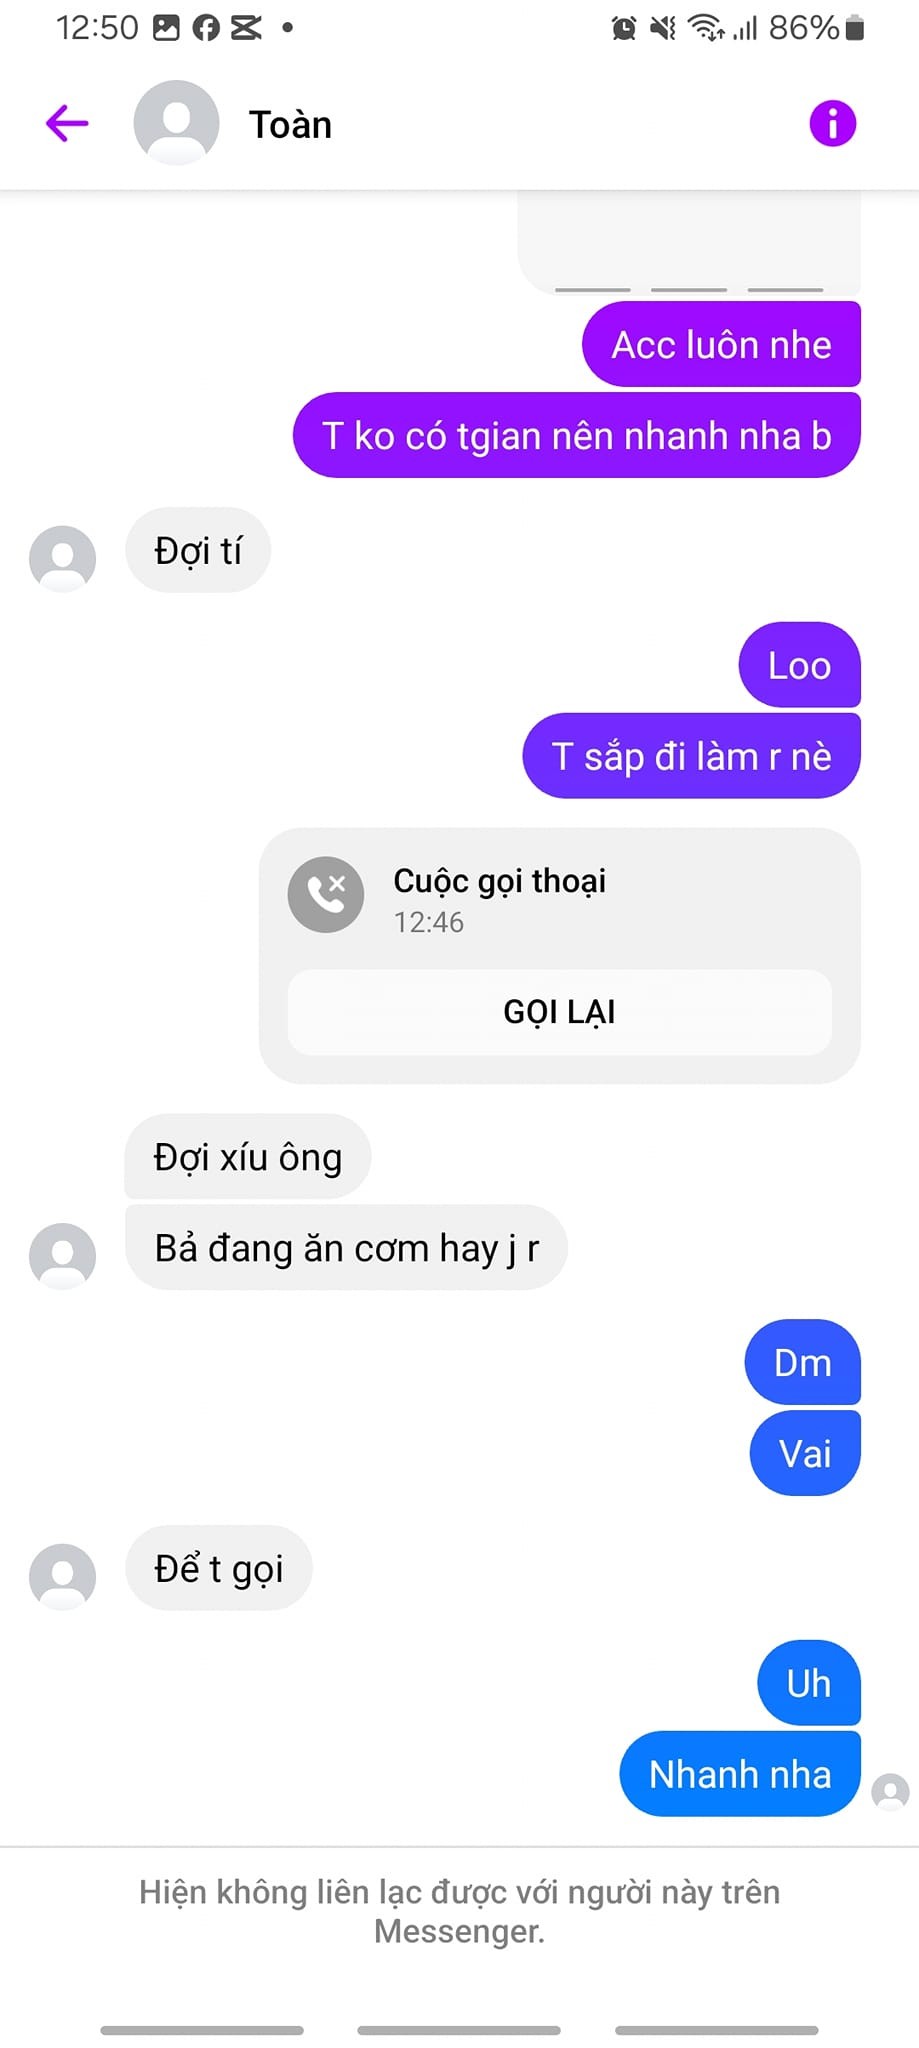 12:50
86%
Toàn
Acc luôn nhe
T ko có tgian nên nhanh nha b
Đợi tí
Loo
T sắp đi làm r nè
Cuộc gọi thoại
12:46
GỌI LẠI
Đợi xíu ông
Bả đang ăn cơm hay j r
Dm
Vai
Để t gọi
Uh
Nhanh nha
Hiện không liên lạc được với người này trên
Messenger.